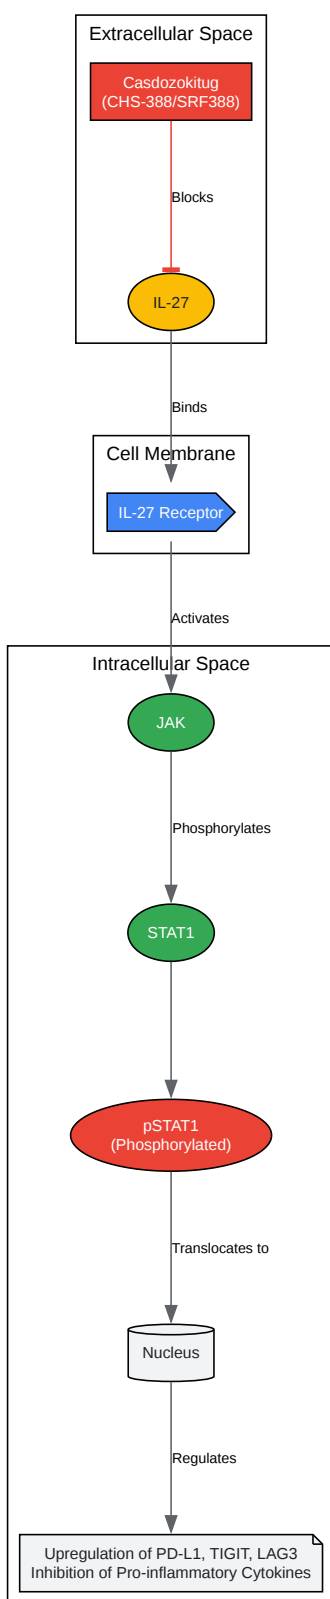 Extracellular Space
Casdozokitug
(CHS-388/SRF388)
Blocks
IL-27
Binds
Cell Membrane
IL-27 Receptor
Activates
Intracellular Space
JAK
Phosphorylates
STAT1
pSTAT1
(Phosphorylated)
Translocates to
Nucleus
Regulates
Upregulation of PD-L1, TIGIT, LAG3
Inhibition of Pro-inflammatory Cytokines